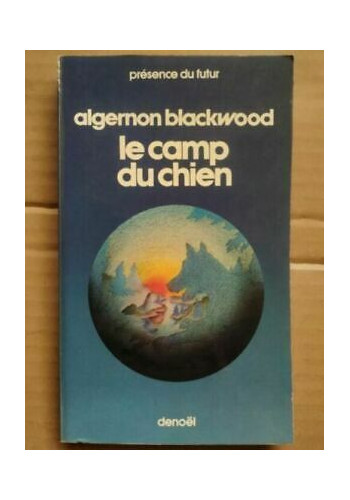 présence du futur
algernon blackwood
le camp
du chien
denoël